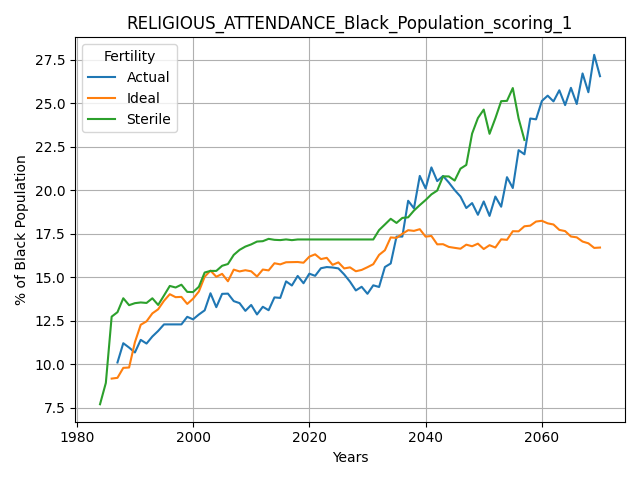 RELIGIOUS_ATTENDANCE_Black_Population_scoring_1
Fertility
Actual
Ideal
Sterile
% of Black Population
27.5
25.0
22.5
20.0
17.5
15.0
12.5
10.0
7.5
1980
2000
2020
2040
2060
Years